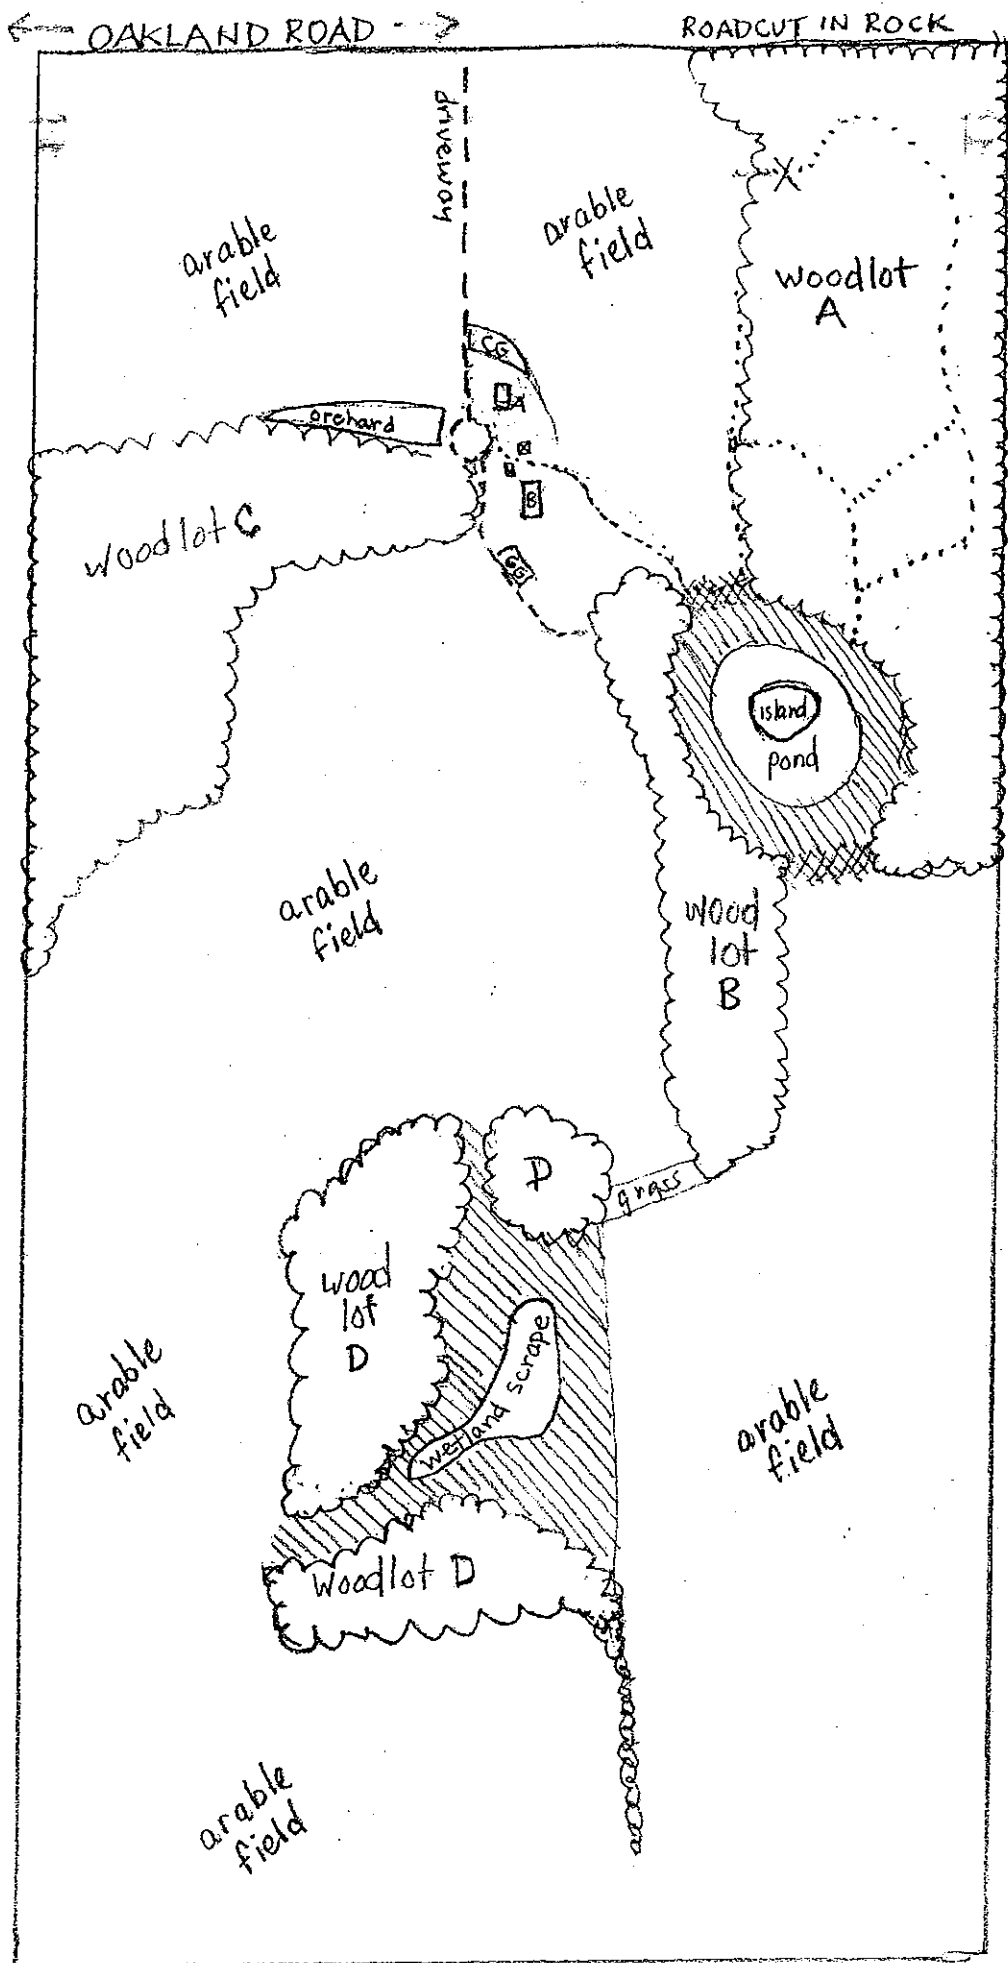 OAKLAND ROAD
ROADCUT IN ROCK
driveway
arable
field
arable
field
X
woodlot
A
CG
A
orchard
B
woodlot C
GG
island
pond
arable
field
wood
lot
B
D
grass
wood
lot
D
wetland scrape
arable
field
arable
field
Woodlot D
arable
field